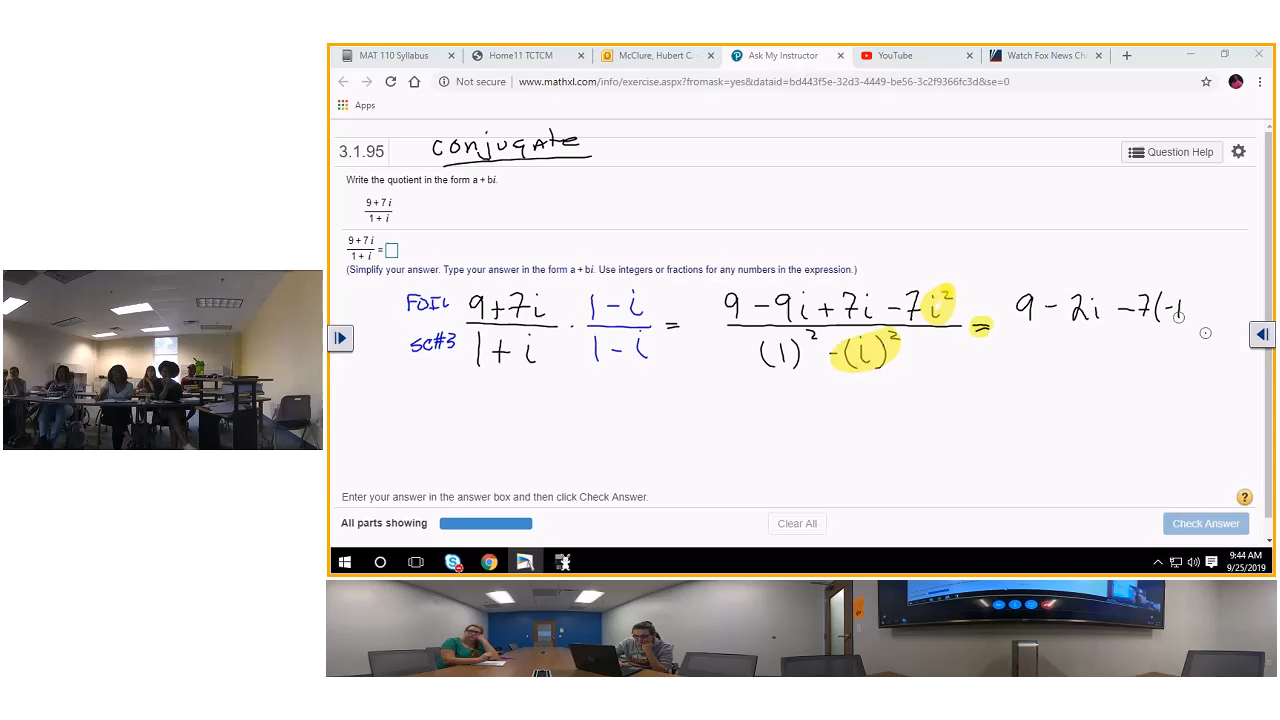 MAT 110 Syllabus
Home11 TCTCM
McClure, Hubert C. -
Ask My Instructor
YouTube
Watch Fox News Cha
Not secure
www.mathxl.com/info/exercise.aspx?fromask=yes&dataid=bd443f5e-32d3-4449-be56-3c2f9366fc3d&se=0
Apps
conjugate
3.1.95
Question Help
Write the quotient in the form a + bi.
9 + 7 i
1 + i
9 + 7 i
1 + i
=
(Simplify your answer. Type your answer in the form a + bi. Use integers or fractions for any numbers in the expression.)
FOIL 9+7i · 1-i = 9 - 9i + 7i - 7i² = 9 - 2i - 7(-1
SC#3 1 + i 1 - i (1)² - (i)²
Enter your answer in the answer box and then click Check Answer.
All parts showing
Clear All
Check Answer
?
9:44 AM
9/25/2019